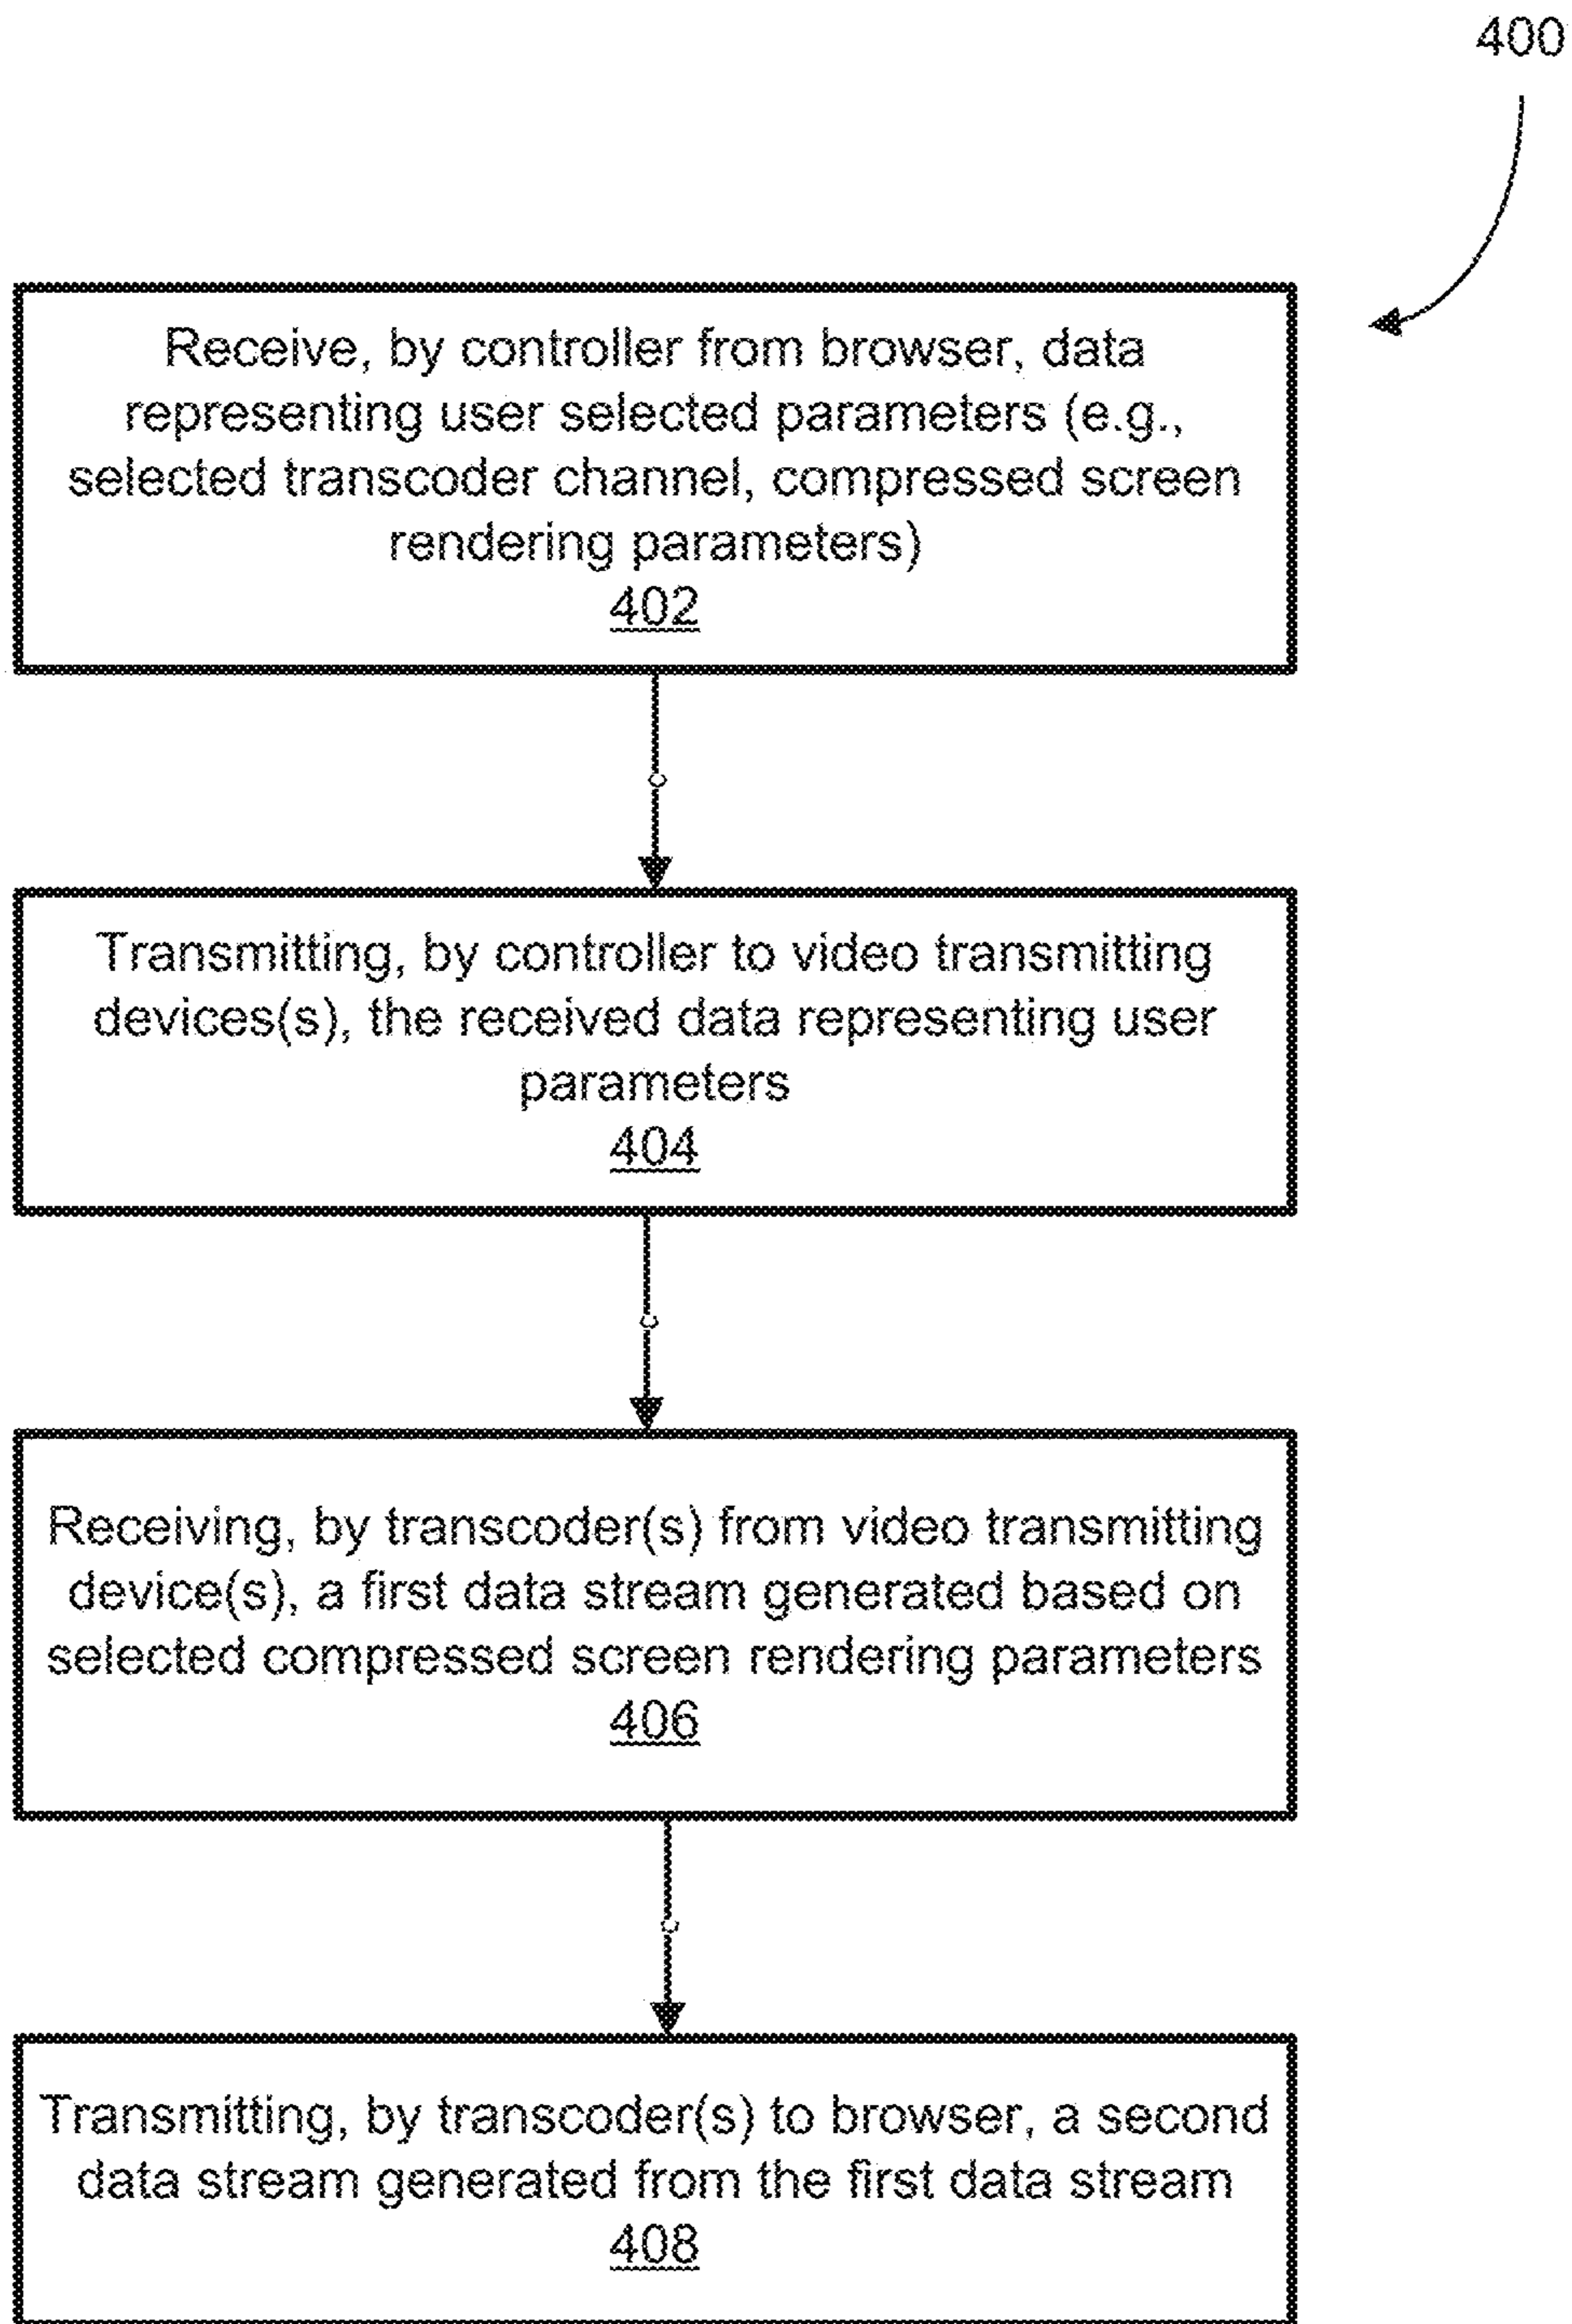 400
Receive, by controller from browser, data
representing user selected parameters (e.g.,
selected transcoder channel, compressed screen
rendering parameters)
402
Transmitting, by controller to video transmitting
devices(s), the received data representing user
parameters
404
Receiving, by transcoder(s) from video transmitting
device(s), a first data stream generated based on
selected compressed screen rendering parameters
406
Transmitting, by transcoder(s) to browser, a second
data stream generated from the first data stream
408